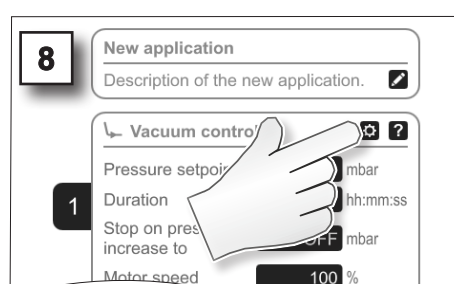 8
New application
Description of the new application.
Vacuum contro
?
Pressure setpoi
mbar
1
Duration
hh:mm:ss
Stop on pres
increase to
OFF mbar
Motor speed
100 %